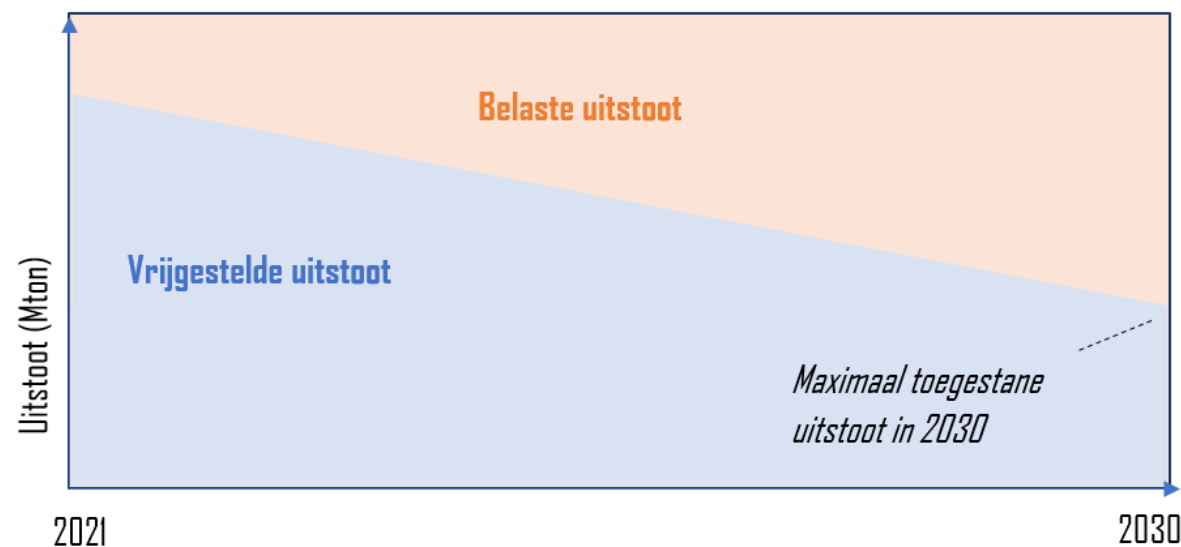 Belaste uitstoot
Vrijgestelde uitstoot
Uitstoot (Mton)
Maximaal toegestane
uitstoot in 2030
2021
2030